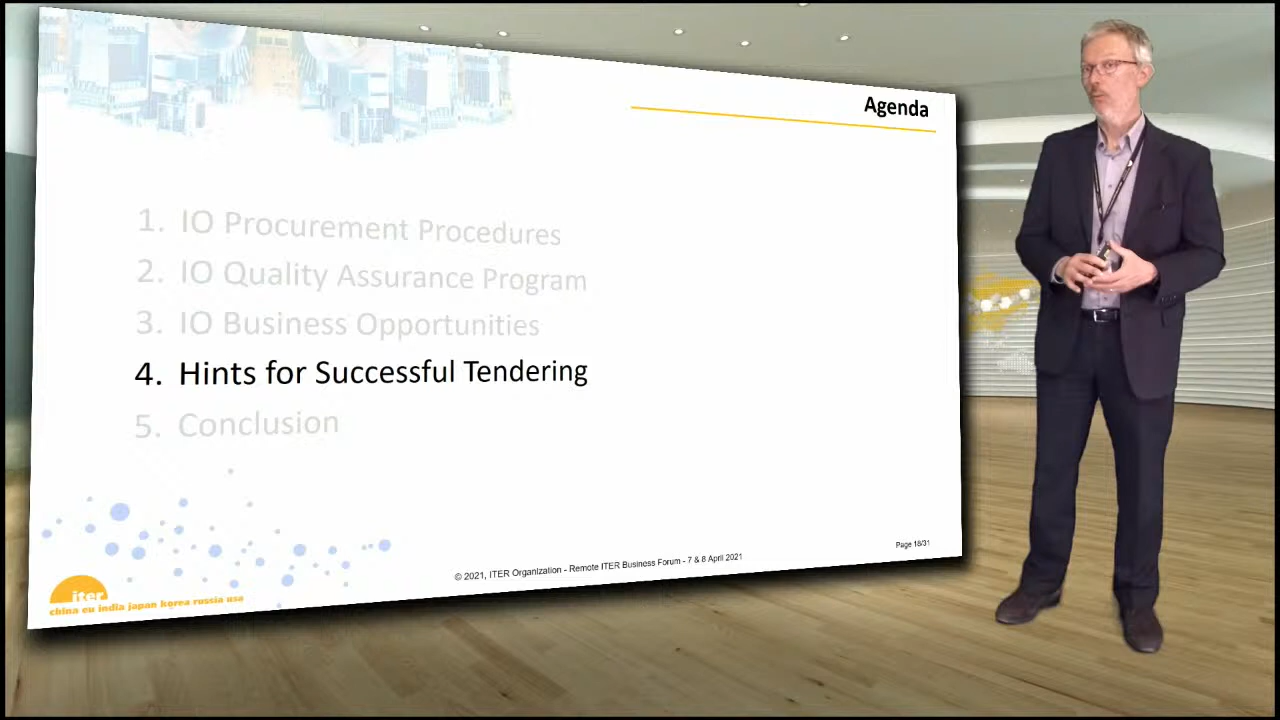 Agenda
1. IO Procurement Procedures
2. IO Quality Assurance Program
3. IO Business Opportunities
4. Hints for Successful Tendering
5. Conclusion
Page 18/31
© 2021, ITER Organization - Remote ITER Business Forum - 7 & 8 April 2021
iter
china eu india japan korea russia usa